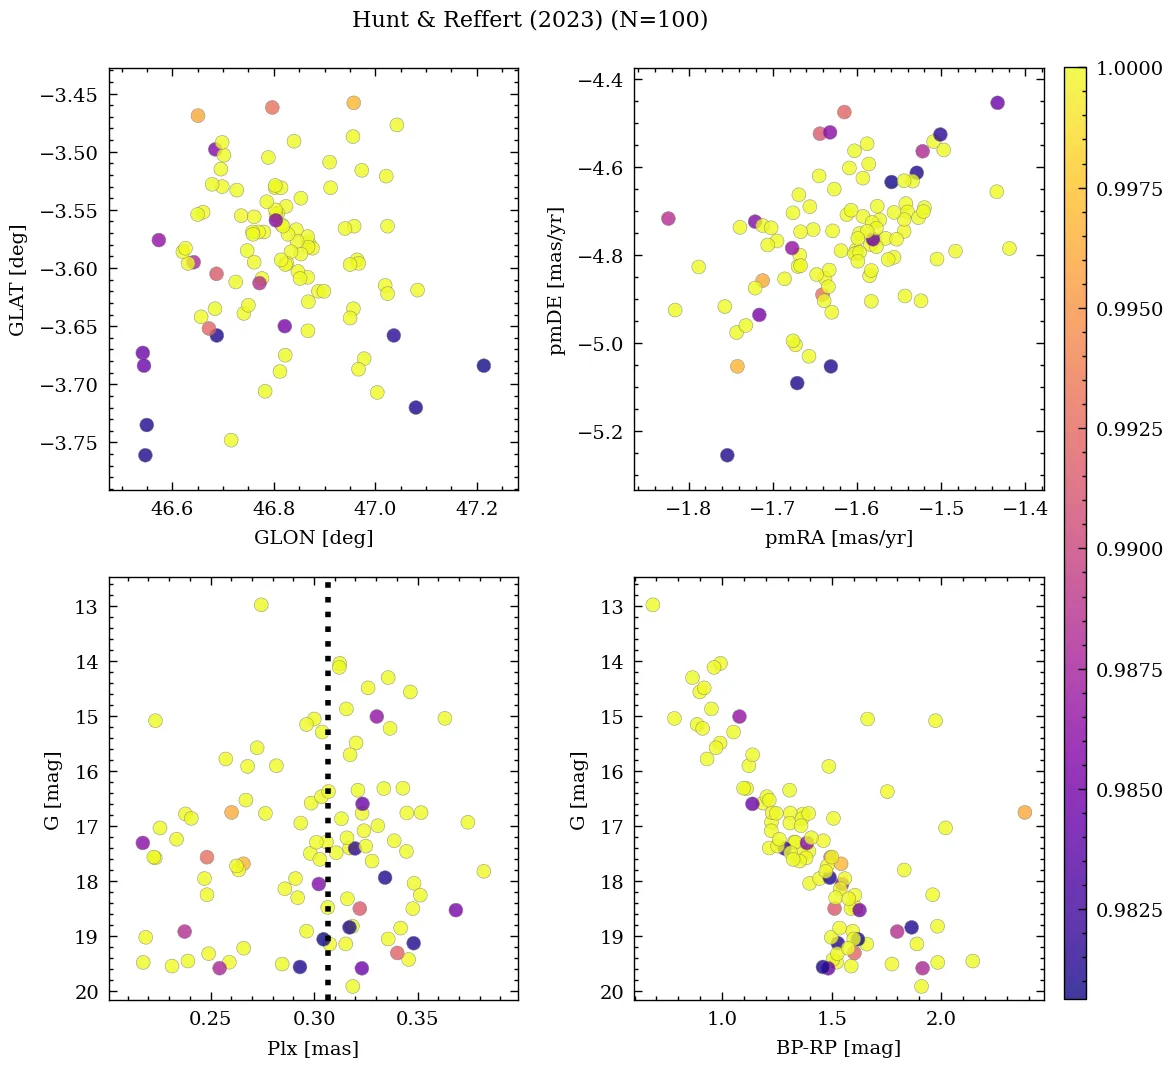 Hunt & Reffert (2023) (N=100)
−3.45
−3.50
−3.55
−3.60
−3.65
−3.70
−3.75
GLAT [deg]
46.6 46.8 47.0 47.2
GLON [deg]
−4.4
−4.6
−4.8
−5.0
−5.2
pmDE [mas/yr]
−1.8 −1.7 −1.6 −1.5 −1.4
pmRA [mas/yr]
13
14
15
16
17
18
19
20
G [mag]
0.25 0.30 0.35
Plx [mas]
13
14
15
16
17
18
19
20
G [mag]
1.0 1.5 2.0
BP-RP [mag]
1.0000
0.9975
0.9950
0.9925
0.9900
0.9875
0.9850
0.9825